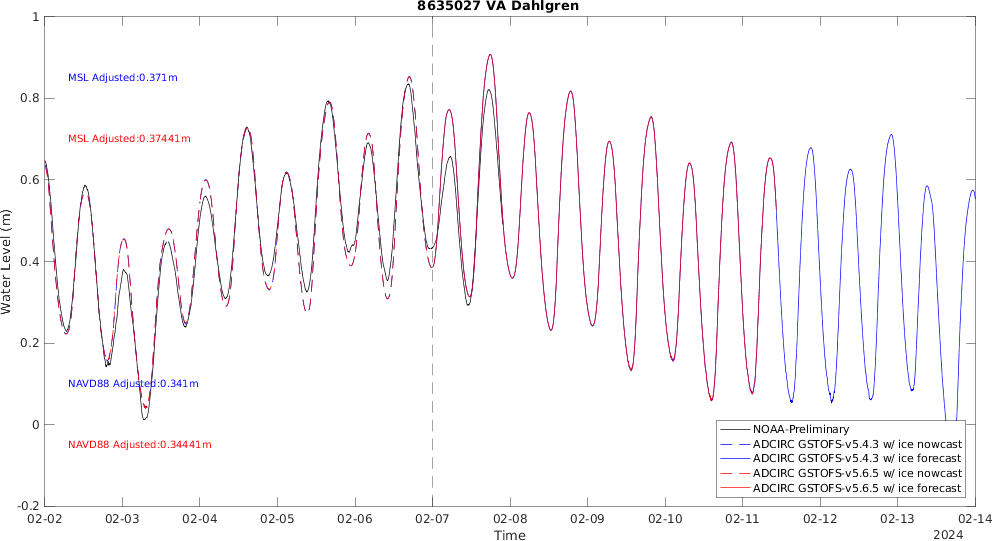 8635027 VA Dahlgren
1
0.8
0.6
0.4
0.2
0
-0.2
Water Level (m)
MSL Adjusted:0.371m
MSL Adjusted:0.37441m
NAVD88 Adjusted:0.341m
NAVD88 Adjusted:0.34441m
NOAA-Preliminary
ADCIRC GSTOFS-v5.4.3 w/ ice nowcast
ADCIRC GSTOFS-v5.4.3 w/ ice forecast
ADCIRC GSTOFS-v5.6.5 w/ ice nowcast
ADCIRC GSTOFS-v5.6.5 w/ ice forecast
02-02 02-03 02-04 02-05 02-06 02-07 02-08 02-09 02-10 02-11 02-12 02-13 02-14
Time
2024